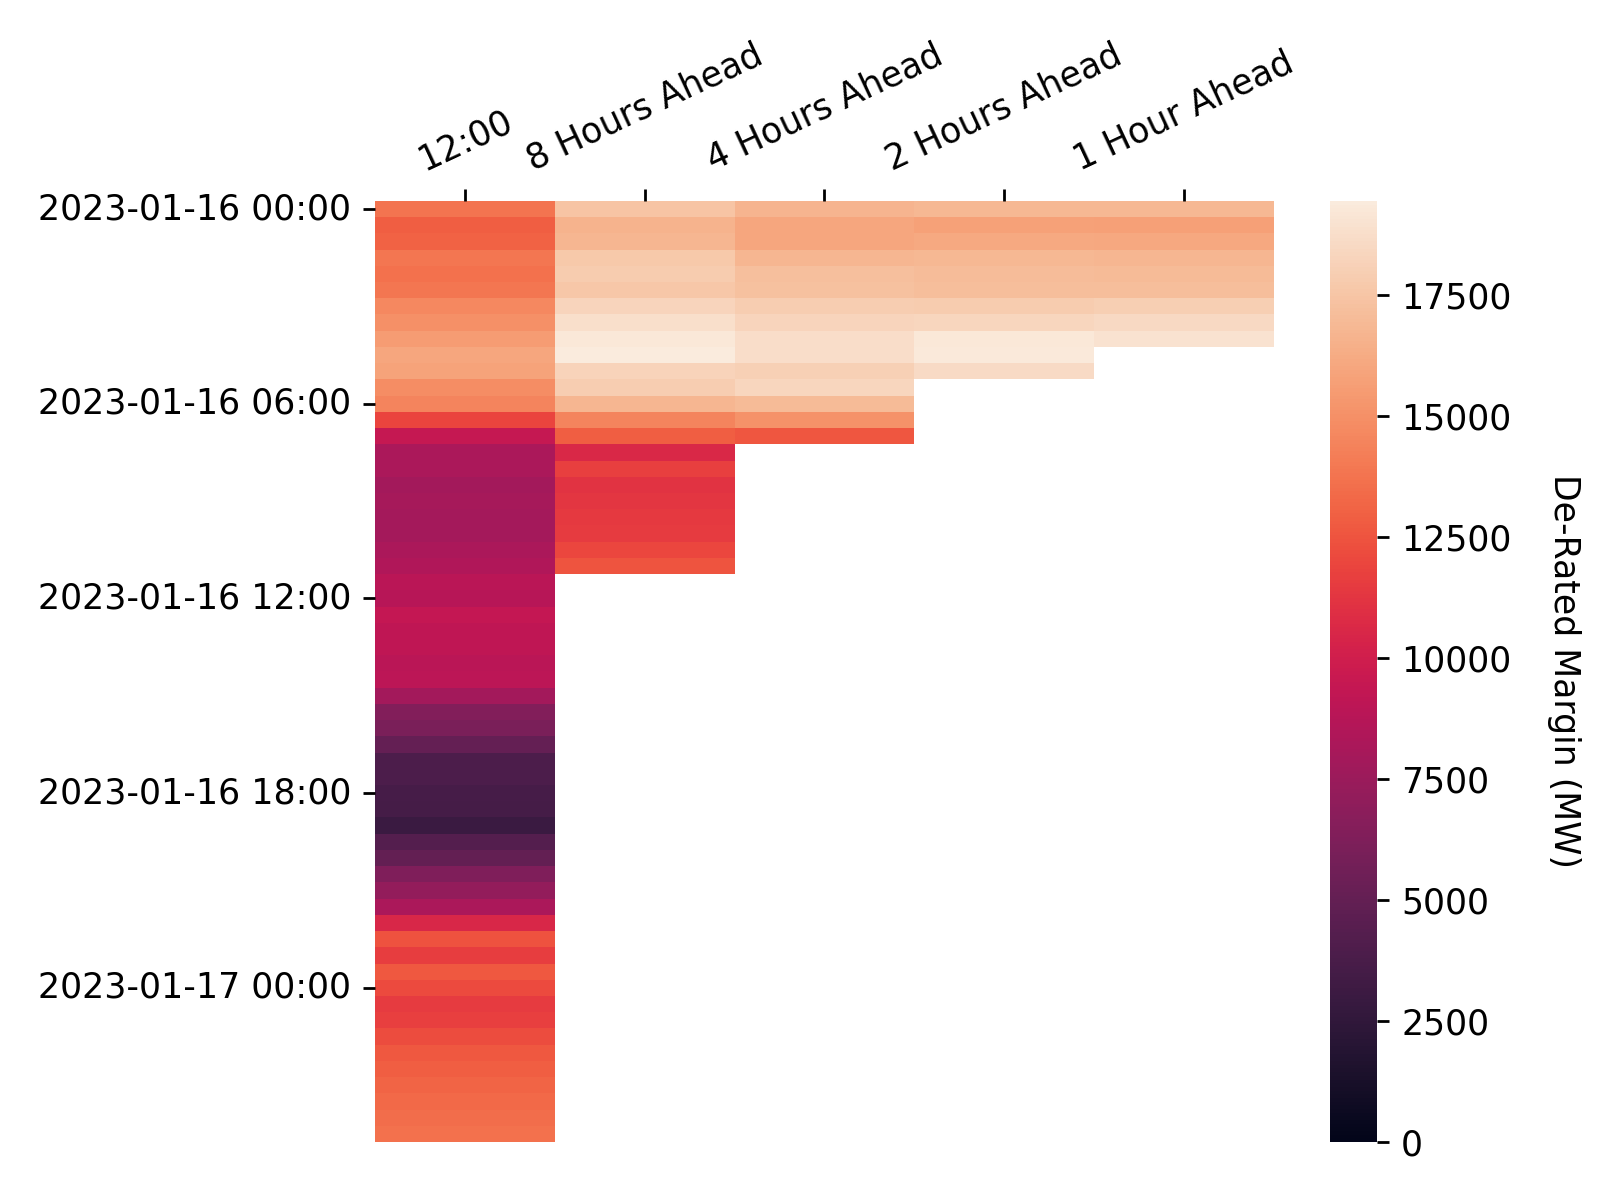 12:00
8 Hours Ahead
4 Hours Ahead
2 Hours Ahead
1 Hour Ahead
2023-01-16 00:00
2023-01-16 06:00
2023-01-16 12:00
2023-01-16 18:00
2023-01-17 00:00
17500
15000
12500
10000
7500
5000
2500
0
De-Rated Margin (MW)